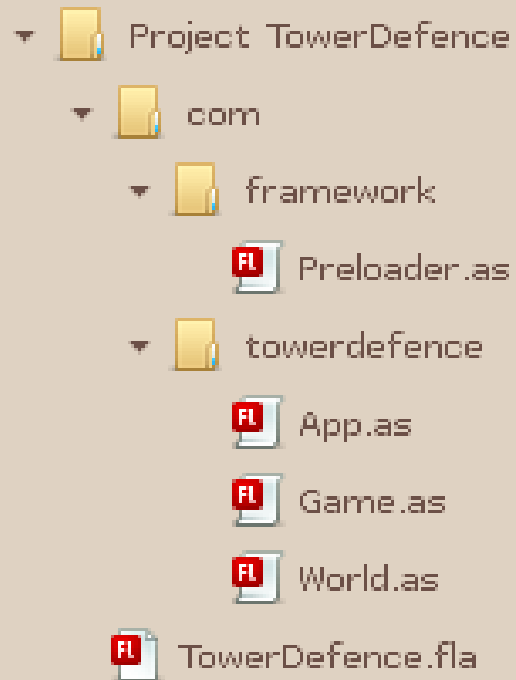 Project TowerDefence
com
framework
FL Preloader.as
towerdefence
FL App.as
FL Game.as
FL World.as
FL TowerDefence.fla